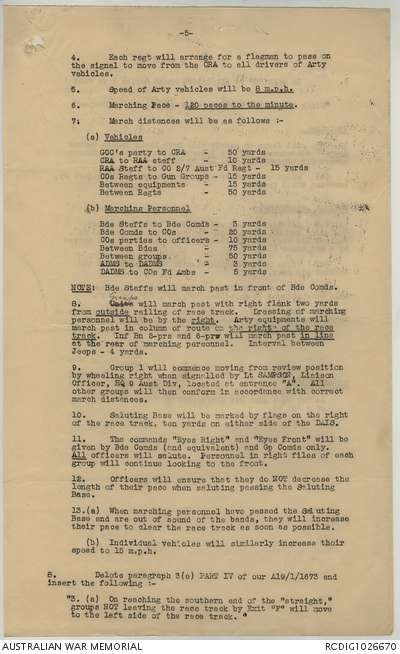 -5-
4. Each regt will arrange for a flagman to pass on
the signal to move from the CRA to all drivers of Arty
vehicles.
5. Speed of Arty vehicles will be 8 m.p.h.
6. Marching Pace - 120 paces to the minute.
7. March distances will be as follows :-
(a) Vehicles
GOC's party to CRA - 50 yards
CRA to RAA staff - 10 yards
RAA Staff to CO 2/7 Aust Fd Regt - 15 yards
COs Regts to Gun Groups - 15 yards
Between equipments - 15 yards
Between Regts - 50 yards
(b) Marching Personnel
Bde Staffs to Bde Comds - 3 yards
Bde Comds to COs - 20 yards
COs parties to officers - 10 yards
Between Bdes - 75 yards
Between groups - 50 yards
ADMS to DADMS - 3 yards
DADMS to COs Fd Ambs - 5 yards
NOTE: Bde Staffs will march past in front of Bde Comds.
Groups
8. Units will march past with right flank two yards
from outside railing of race track. Dressing of marching
personnel will be by the right. Arty equipments will
march past in column of route on the right of the race
track. Inf Bn 2-prs and 6-prs will march past in line
at the rear of marching personnel. Interval between
Jeeps - 4 yards.
9. Group 1 will commence moving from review position
by wheeling right when signalled by Lt SAMPSON, Liaison
Officer, HQ 9 Aust Div, located at entrance "A". All
other groups will then conform in accordance with correct
march distances.
10. Saluting Base will be marked by flags on the right
of the race track, ten yards on either side of the DAIS.
11. The commands "Eyes Right" and "Eyes Front" will be
given by Bde Comds (and equivalent) and Gp Comds only.
All officers will salute. Personnel in right files of each
group will continue looking to the front.
12. Officers will ensure that they do NOT decrease the
length of their pace when saluting passing the Saluting
Base.
13.(a) When marching personnel have passed the Saluting
Base and are out of sound of the bands, they will increase
their pace to clear the race track as soon as possible.
(b) Individual vehicles will similarly increase their
speed to 15 m.p.h.
8. Delete paragraph 3(e) PART IV of our A19/1/1673 and
insert the following :-
"3. (a) On reaching the southern end of the "straight,"
groups NOT leaving the race track by Exit "F" will move
to the left side of the race track. "
AUSTRALIAN WAR MEMORIAL
RCDIG1026670